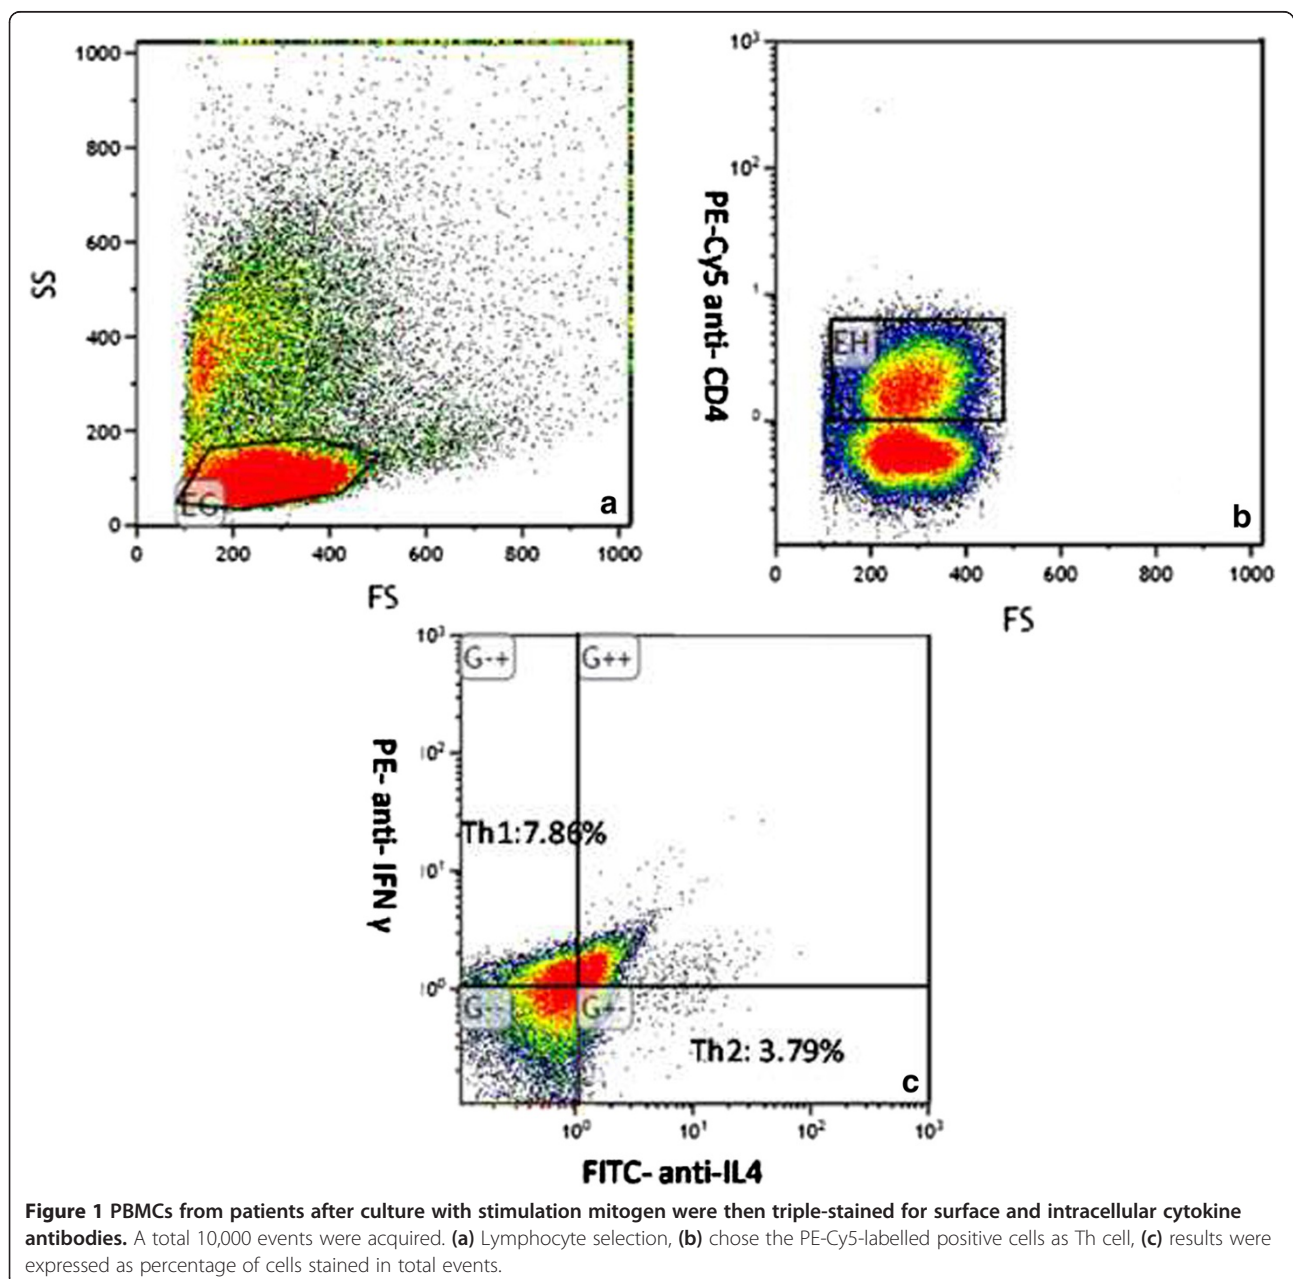 1000
800
600
400
200
0
SS
EG
a
0 200 400 600 800 1000
FS
10³
10²
1
0
PE-Cy5 anti- CD4
EH
b
0 200 400 600 800 1000
FS
10³
10²
10¹
10⁰
PE- anti- IFN γ
G-+ G++
Th1:7.86%
G-- G+-
Th2: 3.79%
c
10⁰ 10¹ 10² 10³
FITC- anti-IL4
Figure 1 PBMCs from patients after culture with stimulation mitogen were then triple-stained for surface and intracellular cytokine
antibodies. A total 10,000 events were acquired. (a) Lymphocyte selection, (b) chose the PE-Cy5-labelled positive cells as Th cell, (c) results were
expressed as percentage of cells stained in total events.